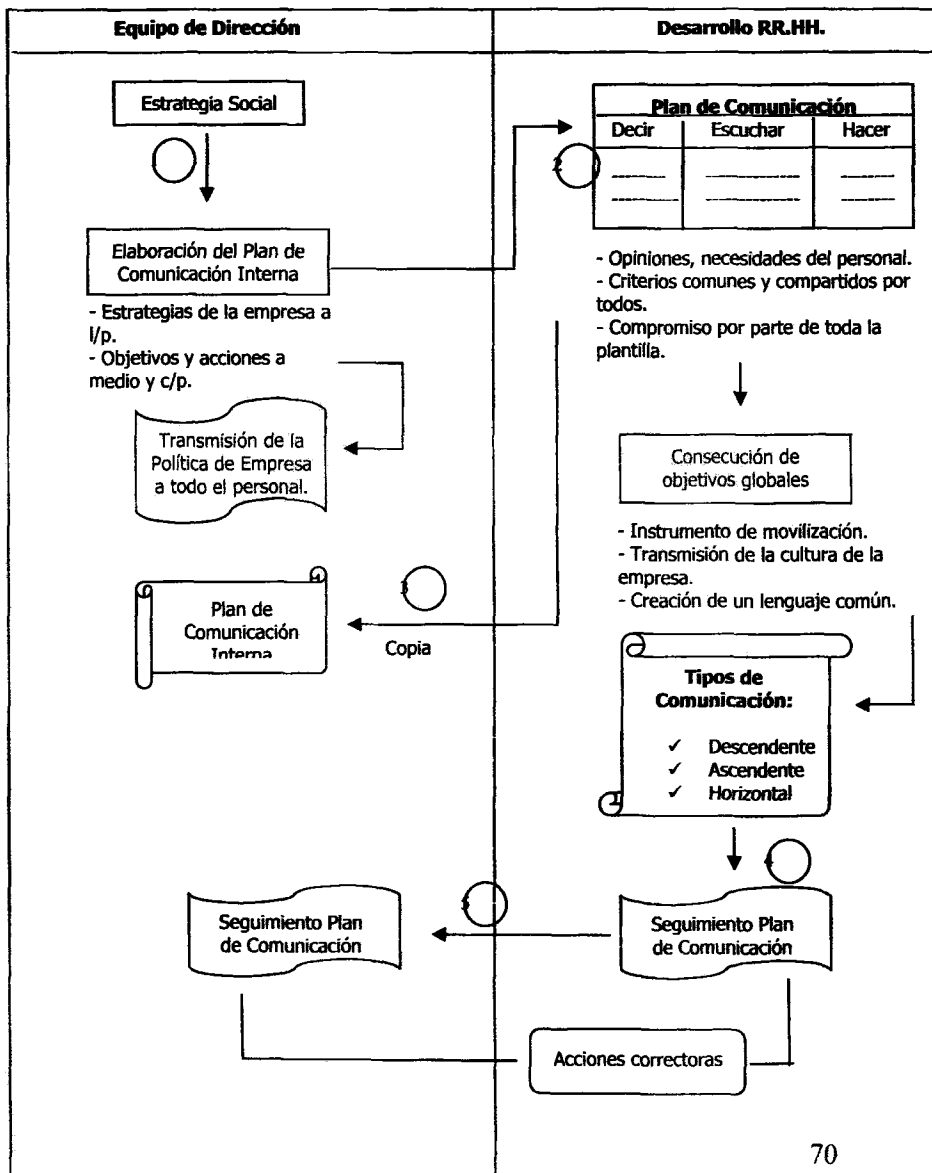 Equipo de Dirección
Desarrollo RR.HH.
Estrategia Social
Plan de Comunicación
Decir
Escuchar
Hacer
2
Elaboración del Plan de
Comunicación Interna
- Estrategias de la empresa a
l/p.
- Objetivos y acciones a
medio y c/p.
- Opiniones, necesidades del personal.
- Criterios comunes y compartidos por
todos.
- Compromiso por parte de toda la
plantilla.
Transmisión de la
Política de Empresa
a todo el personal.
Consecución de
objetivos globales
- Instrumento de movilización.
- Transmisión de la cultura de la
empresa.
- Creación de un lenguaje común.
3
Plan de
Comunicación
Interna
Copia
Tipos de
Comunicación:
✓ Descendente
✓ Ascendente
✓ Horizontal
4
5
Seguimiento Plan
de Comunicación
Seguimiento Plan
de Comunicación
Acciones correctoras
70